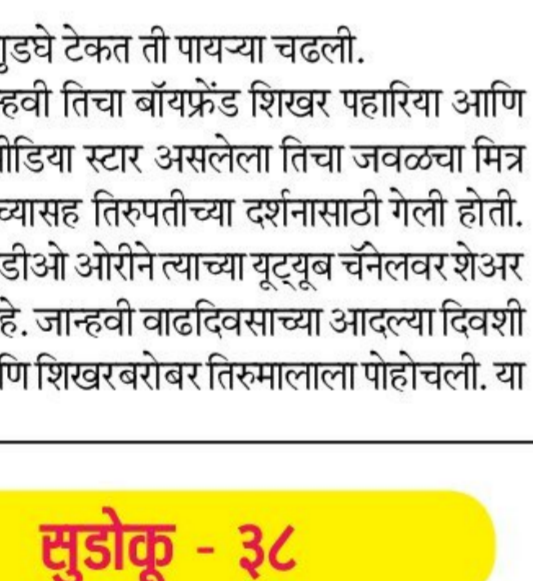 गुडघे टेकत ती पायऱ्या चढली.
न्हवी तिचा बॉयफ्रेंड शिखर पहारिया आणि
मीडिया स्टार असलेला तिचा जवळचा मित्र
च्यासह तिरुपतीच्या दर्शनासाठी गेली होती.
डीओ ओरीने त्याच्या यूट्यूब चॅनेलवर शेअर
हे. जान्हवी वाढदिवसाच्या आदल्या दिवशी
णि शिखरबरोबर तिरुमालाला पोहोचली. या
सुडोकू - ३८